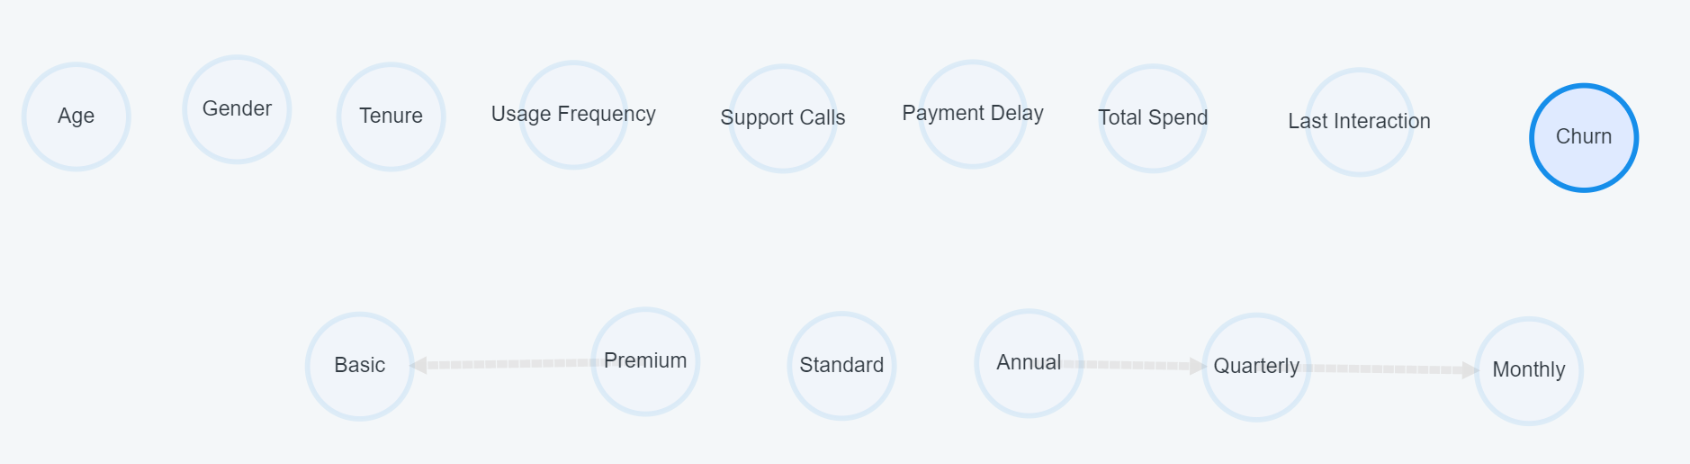 Age
Gender
Tenure
Usage Frequency
Support Calls
Payment Delay
Total Spend
Last Interaction
Churn
Basic
Premium
Standard
Annual
Quarterly
Monthly